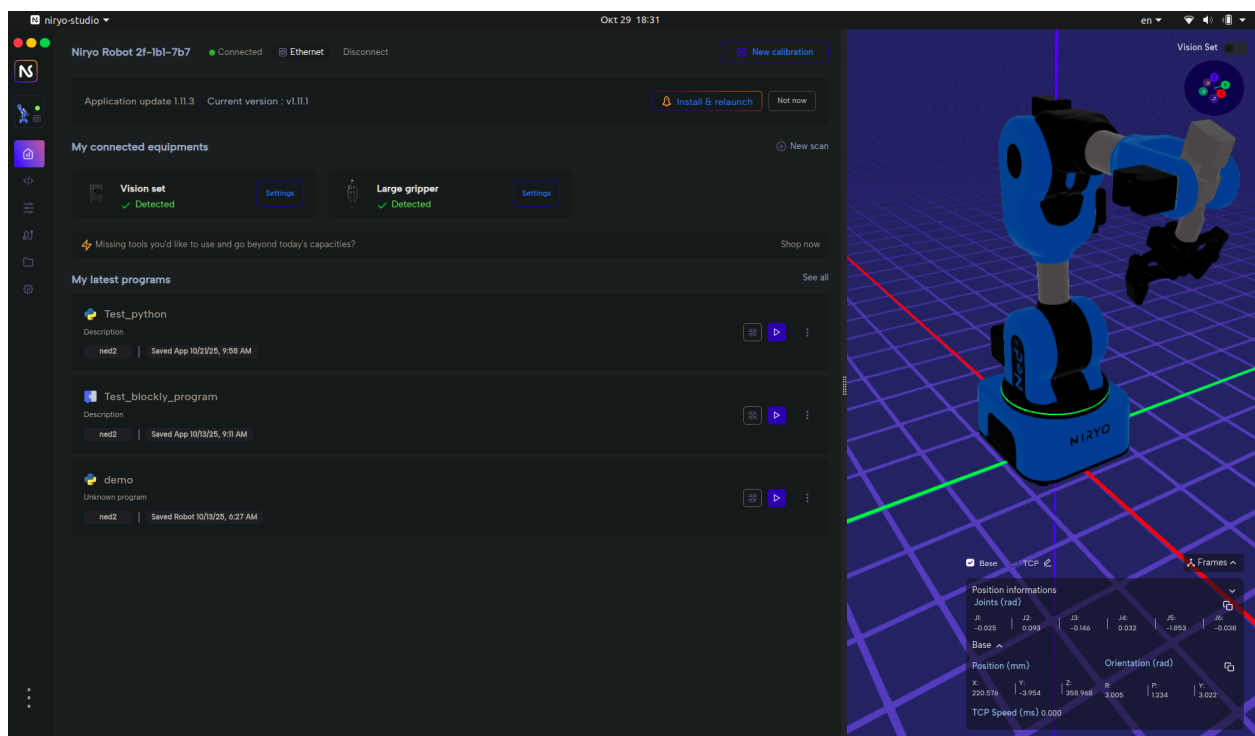 niryo-studio
Окт 29 18:31
en
Niryo Robot 2f-1b1-7b7 Connected Ethernet Disconnect
New calibration
Application update 1.11.3 Current version : v1.11.1
Install & relaunch Not now
My connected equipments
New scan
Vision set
Detected
Settings
Large gripper
Detected
Settings
Missing tools you'd like to use and go beyond today's capacities?
Shop now
My latest programs
See all
Test_python
Description
ned2 Saved App 10/21/25, 9:58 AM
Test_blockly_program
Description
ned2 Saved App 10/13/25, 9:11 AM
demo
Unknown program
ned2 Saved Robot 10/13/25, 6:27 AM
Vision Set
Ned2
NIRYO
Base TCP Frames
Position informations
Joints (rad)
J1: J2: J3: J4: J5: J6:
-0.025 0.093 -0.146 0.032 -1.853 -0.038
Base
Position (mm) Orientation (rad)
X: Y: Z: R: P: Y:
220.576 -3.954 358.968 3.005 1.234 3.022
TCP Speed (ms) 0.000